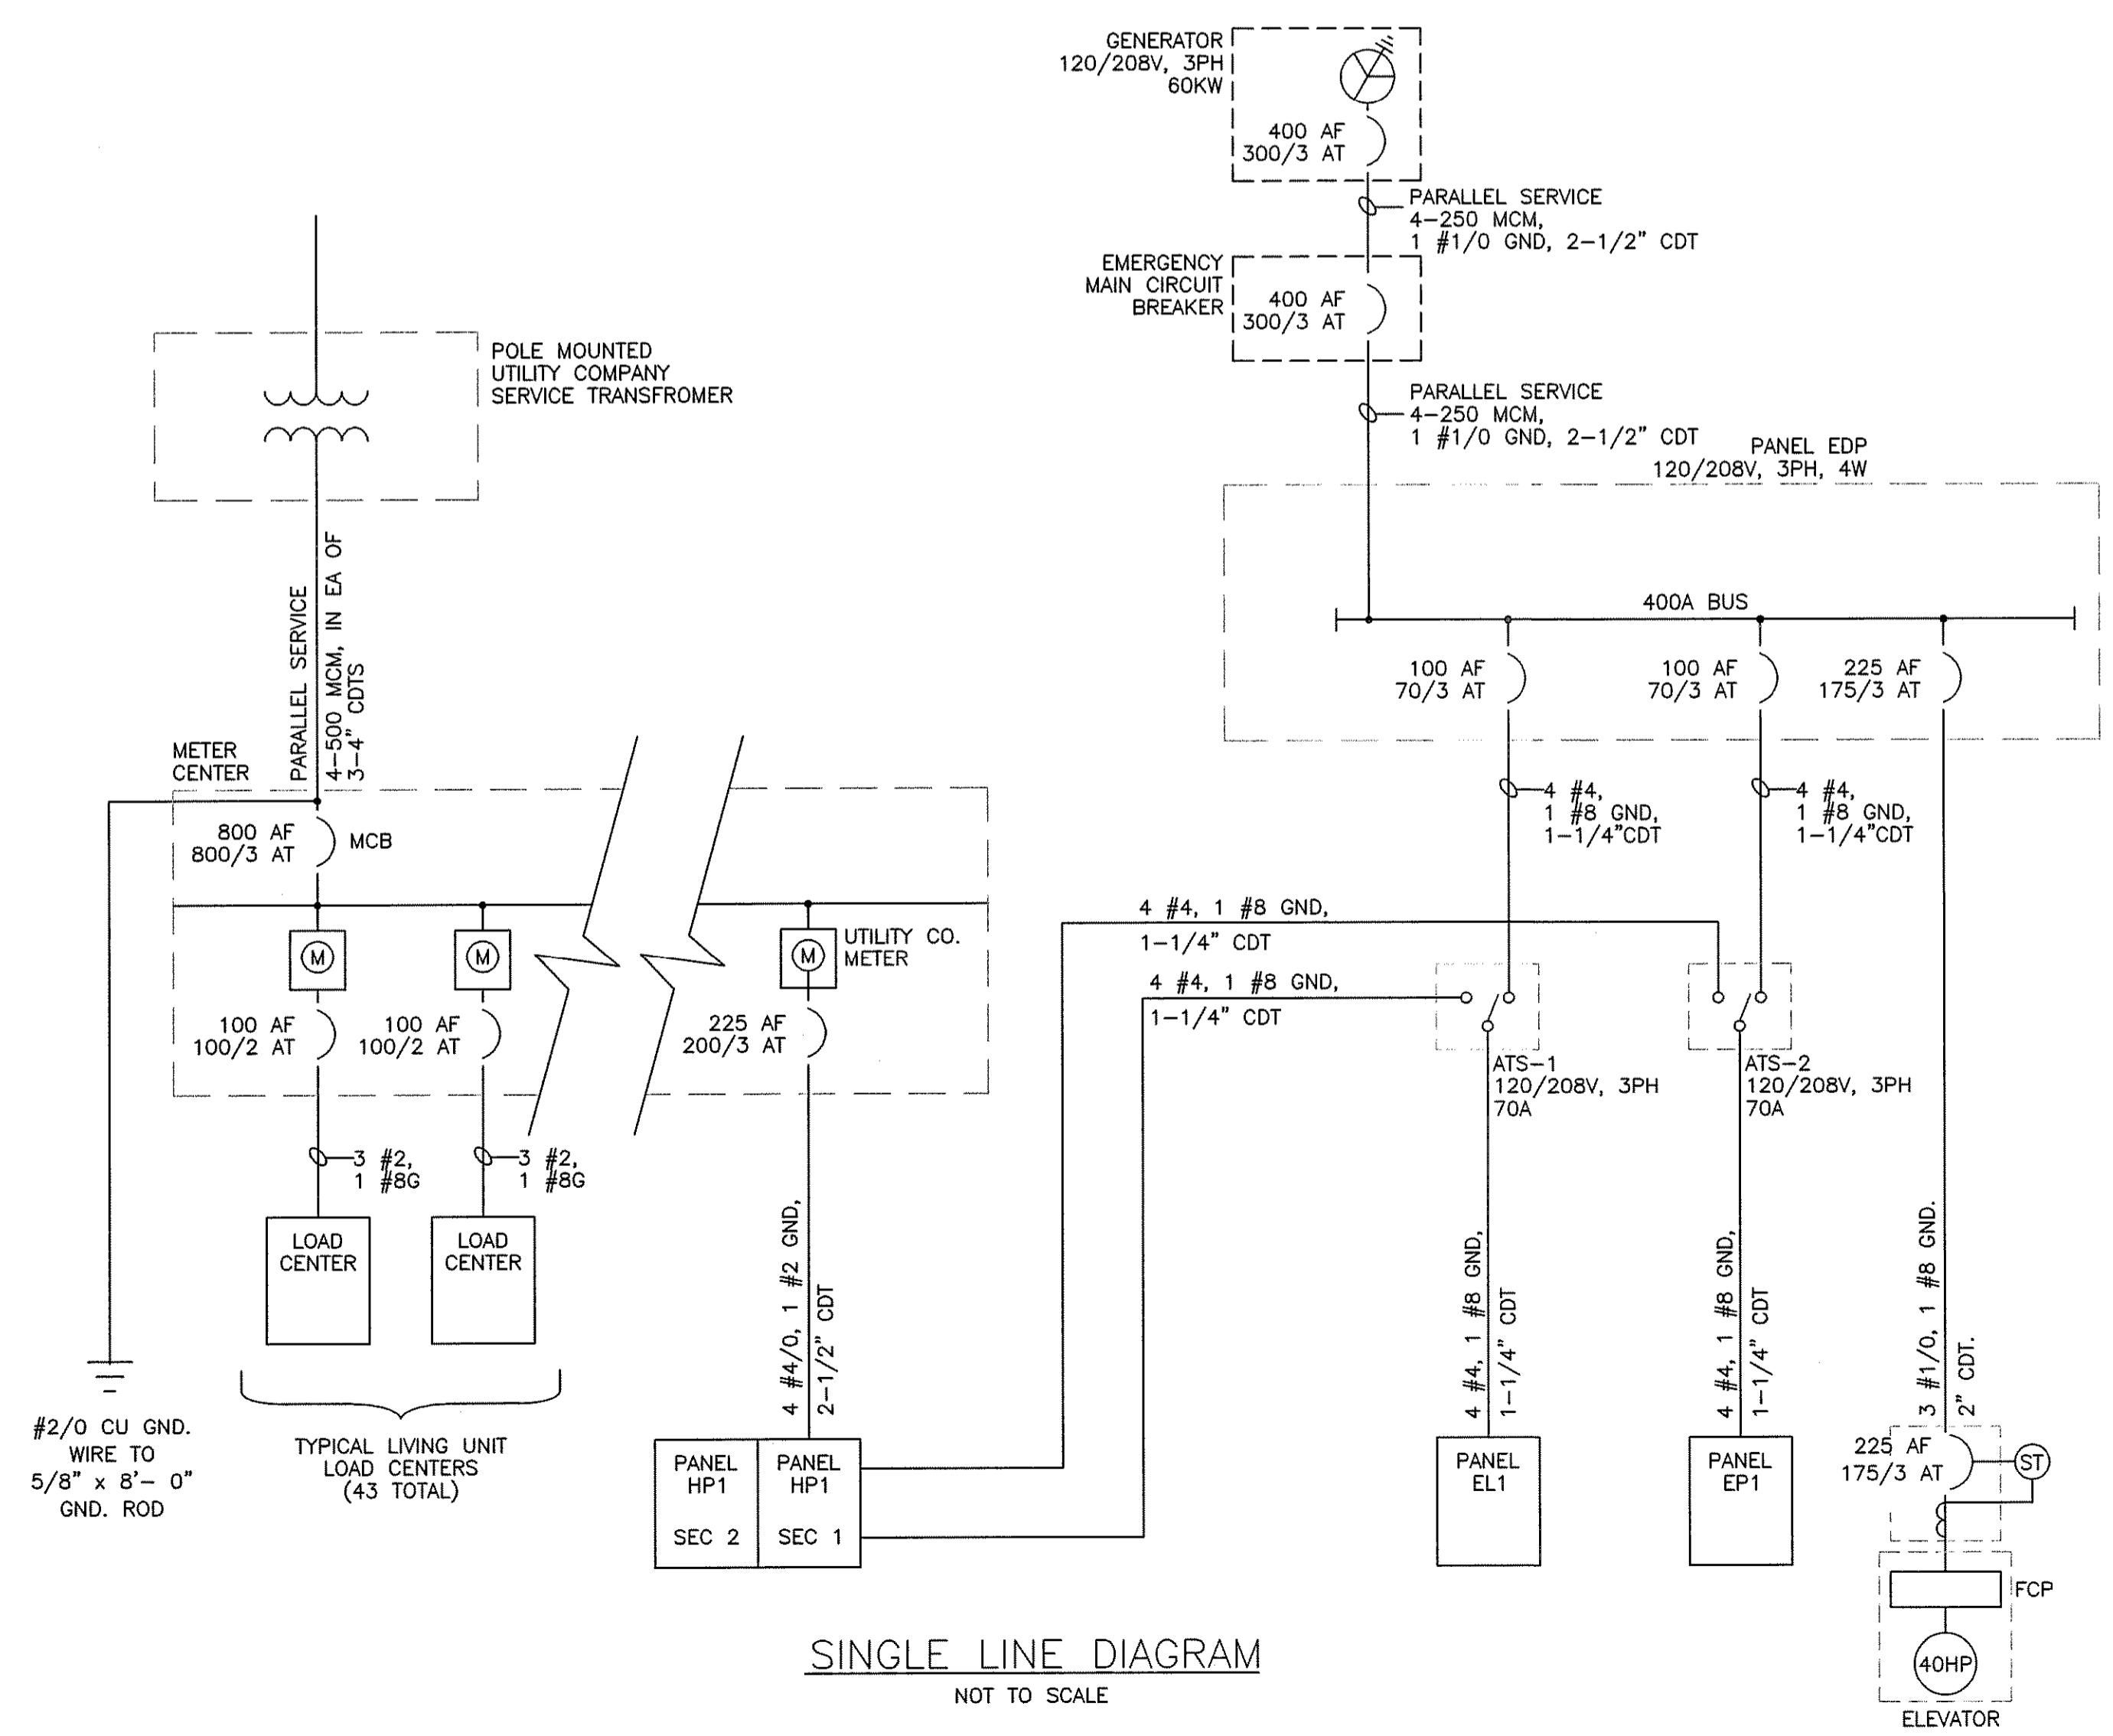 GENERATOR
120/208V, 3PH
60KW
400 AF
300/3 AT
PARALLEL SERVICE
4-250 MCM,
1 #1/0 GND, 2-1/2" CDT
EMERGENCY
MAIN CIRCUIT
BREAKER
400 AF
300/3 AT
PARALLEL SERVICE
4-250 MCM,
1 #1/0 GND, 2-1/2" CDT
PANEL EDP
120/208V, 3PH, 4W
400A BUS
100 AF
70/3 AT
100 AF
70/3 AT
225 AF
175/3 AT
4 #4,
1 #8 GND,
1-1/4"CDT
4 #4,
1 #8 GND,
1-1/4"CDT
POLE MOUNTED
UTILITY COMPANY
SERVICE TRANSFROMER
PARALLEL SERVICE
4-500 MCM, IN EA OF
3-4" CDTS
METER
CENTER
800 AF
800/3 AT
MCB
M
M
M
UTILITY CO.
METER
100 AF
100/2 AT
100 AF
100/2 AT
225 AF
200/3 AT
3 #2,
1 #8G
3 #2,
1 #8G
LOAD
CENTER
LOAD
CENTER
#2/0 CU GND.
WIRE TO
5/8" x 8'- 0"
GND. ROD
TYPICAL LIVING UNIT
LOAD CENTERS
(43 TOTAL)
4 #4/0, 1 #2 GND,
2-1/2" CDT
PANEL
HP1
SEC 2
PANEL
HP1
SEC 1
4 #4, 1 #8 GND,
1-1/4" CDT
4 #4, 1 #8 GND,
1-1/4" CDT
ATS-1
120/208V, 3PH
70A
ATS-2
120/208V, 3PH
70A
4 #4, 1 #8 GND,
1-1/4" CDT
4 #4, 1 #8 GND,
1-1/4" CDT
3 #1/0, 1 #8 GND.
2" CDT.
PANEL
EL1
PANEL
EP1
225 AF
175/3 AT
ST
FCP
40HP
ELEVATOR
SINGLE LINE DIAGRAM
NOT TO SCALE